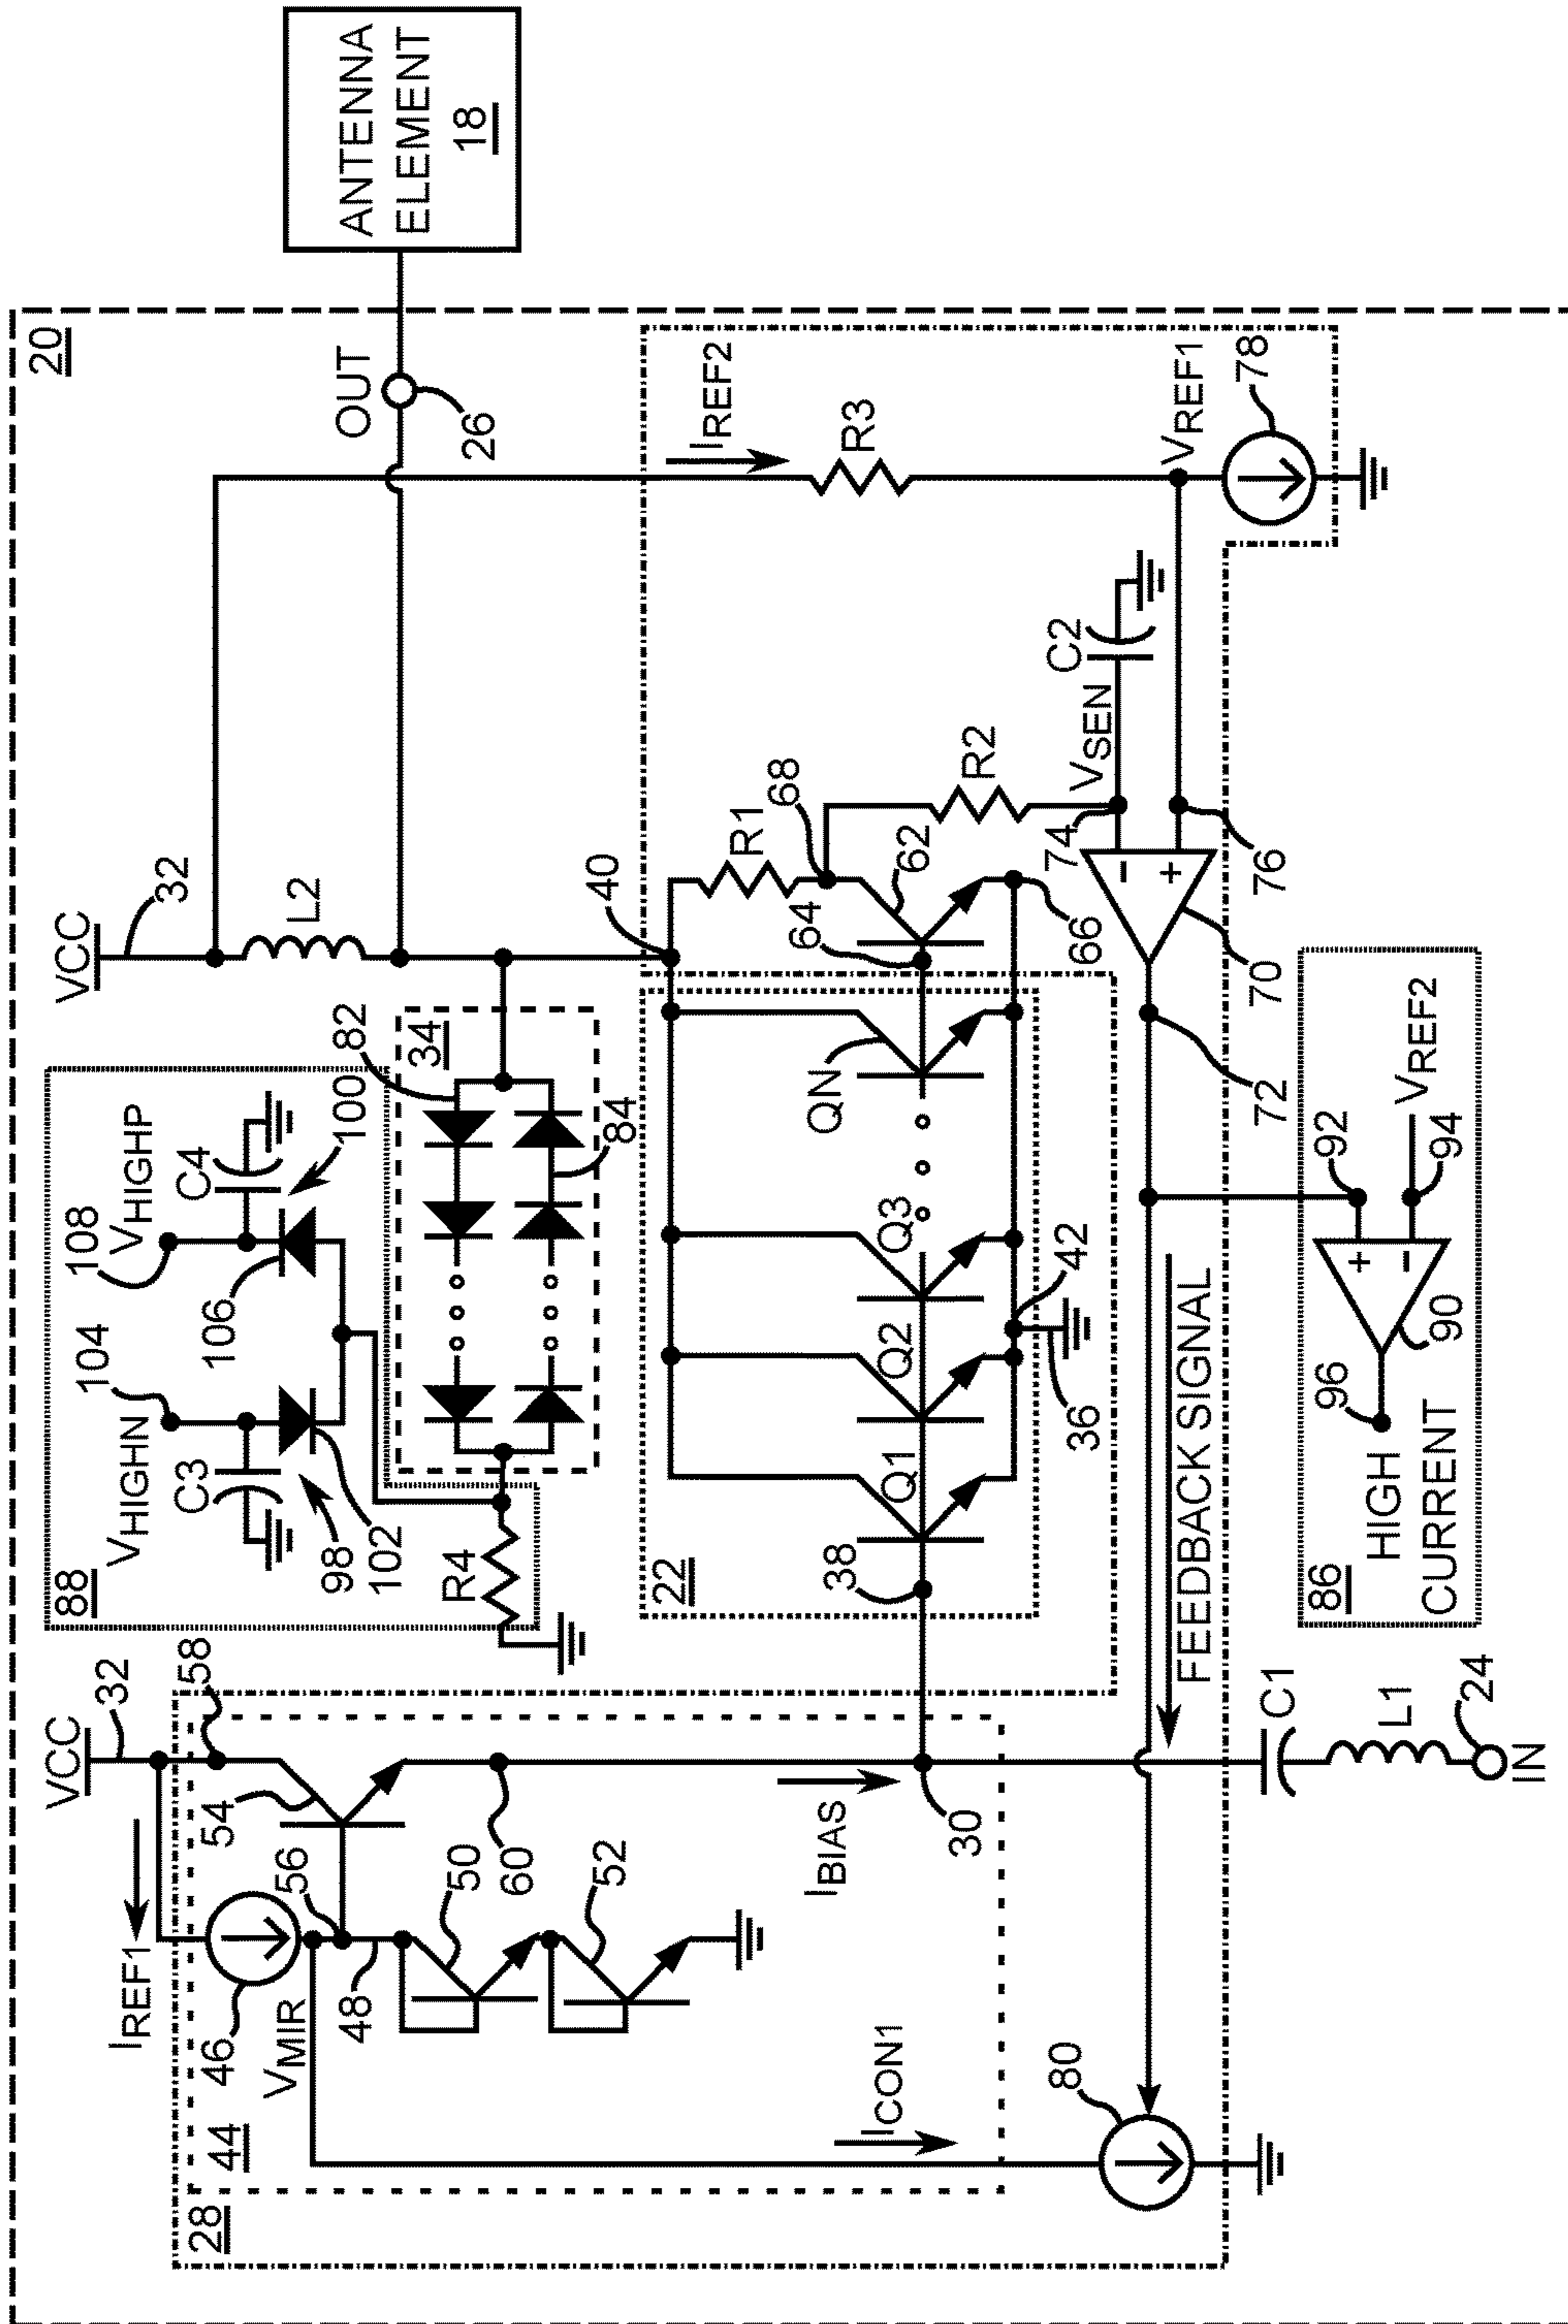 20
VCC
32
IREF1
46
VMIR
44
28
48
56
54
58
50
52
60
IBIAS
30
ICON1
80
88
VHIGHN
104
108
VHIGHP
C3
C4
98
102
106
100
R4
34
82
84
VCC
32
L2
OUT
26
ANTENNA
ELEMENT
18
40
22
38
Q1
Q2
Q3
QN
36
42
64
62
66
68
R1
R2
VSEN
C2
74
76
70
72
IREF2
R3
VREF1
78
FEEDBACK SIGNAL
86
HIGH
CURRENT
96
90
92
94
VREF2
C1
L1
24
IN